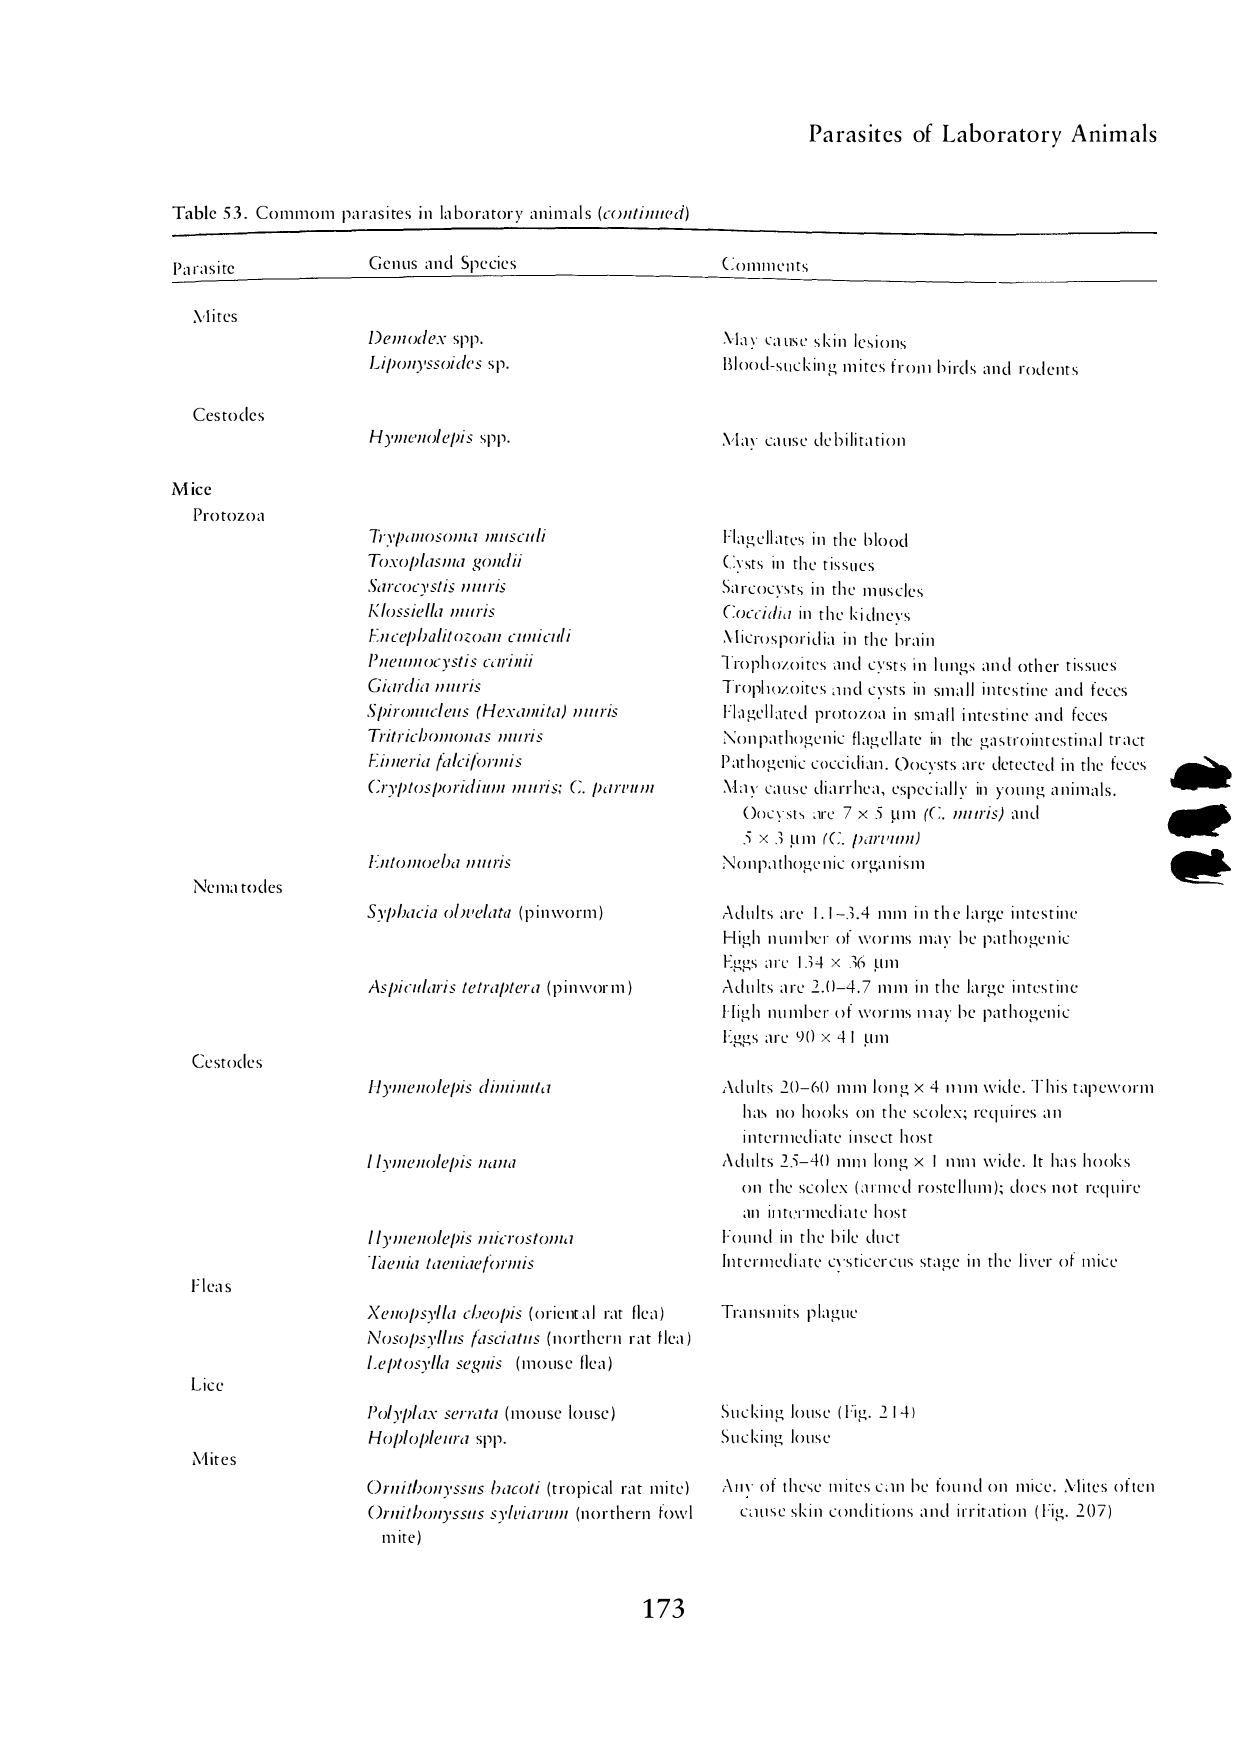 Parasites of Laboratory Animals
Table 53. Commom parasites in laboratory animals (continued)
Parasite Genus and Species Comments
Mites
Demodex spp. May cause skin lesions
Liponyssoides sp. Blood-sucking mites from birds and rodents
Cestodes
Hymenolepis spp. May cause debilitation
Mice
Protozoa
Trypanosoma musculi Flagellates in the blood
Toxoplasma gondii Cysts in the tissues
Sarcocystis muris Sarcocysts in the muscles
Klossiella muris Coccidia in the kidneys
Encephalitozoan cuniculi Microsporidia in the brain
Pneumocystis carinii Trophozoites and cysts in lungs and other tissues
Giardia muris Trophozoites and cysts in small intestine and feces
Spironucleus (Hexamita) muris Flagellated protozoa in small intestine and feces
Tritrichomonas muris Nonpathogenic flagellate in the gastrointestinal tract
Eimeria falciformis Pathogenic coccidian. Oocysts are detected in the feces
Cryptosporidium muris; C. parvum May cause diarrhea, especially in young animals.
Oocysts are 7 × 5 µm (C. muris) and
5 × 3 µm (C. parvum)
Entomoeba muris Nonpathogenic organism
Nematodes
Syphacia obvelata (pinworm) Adults are 1.1–3.4 mm in the large intestine
High number of worms may be pathogenic
Eggs are 134 × 36 µm
Aspicularis tetraptera (pinworm) Adults are 2.0–4.7 mm in the large intestine
High number of worms may be pathogenic
Eggs are 90 × 41 µm
Cestodes
Hymenolepis diminuta Adults 20–60 mm long × 4 mm wide. This tapeworm
has no hooks on the scolex; requires an
intermediate insect host
Hymenolepis nana Adults 25–40 mm long × 1 mm wide. It has hooks
on the scolex (armed rostellum); does not require
an intermediate host
Hymenolepis microstoma Found in the bile duct
Taenia taeniaeformis Intermediate cysticercus stage in the liver of mice
Fleas
Xenopsylla cheopis (oriental rat flea) Transmits plague
Nosopsyllus fasciatus (northern rat flea)
Leptosylla segnis (mouse flea)
Lice
Polyplax serrata (mouse louse) Sucking louse (Fig. 214)
Hoplopleura spp. Sucking louse
Mites
Ornithonyssus bacoti (tropical rat mite) Any of these mites can be found on mice. Mites often
Ornithonyssus sylviarum (northern fowl cause skin conditions and irritation (Fig. 207)
mite)
173